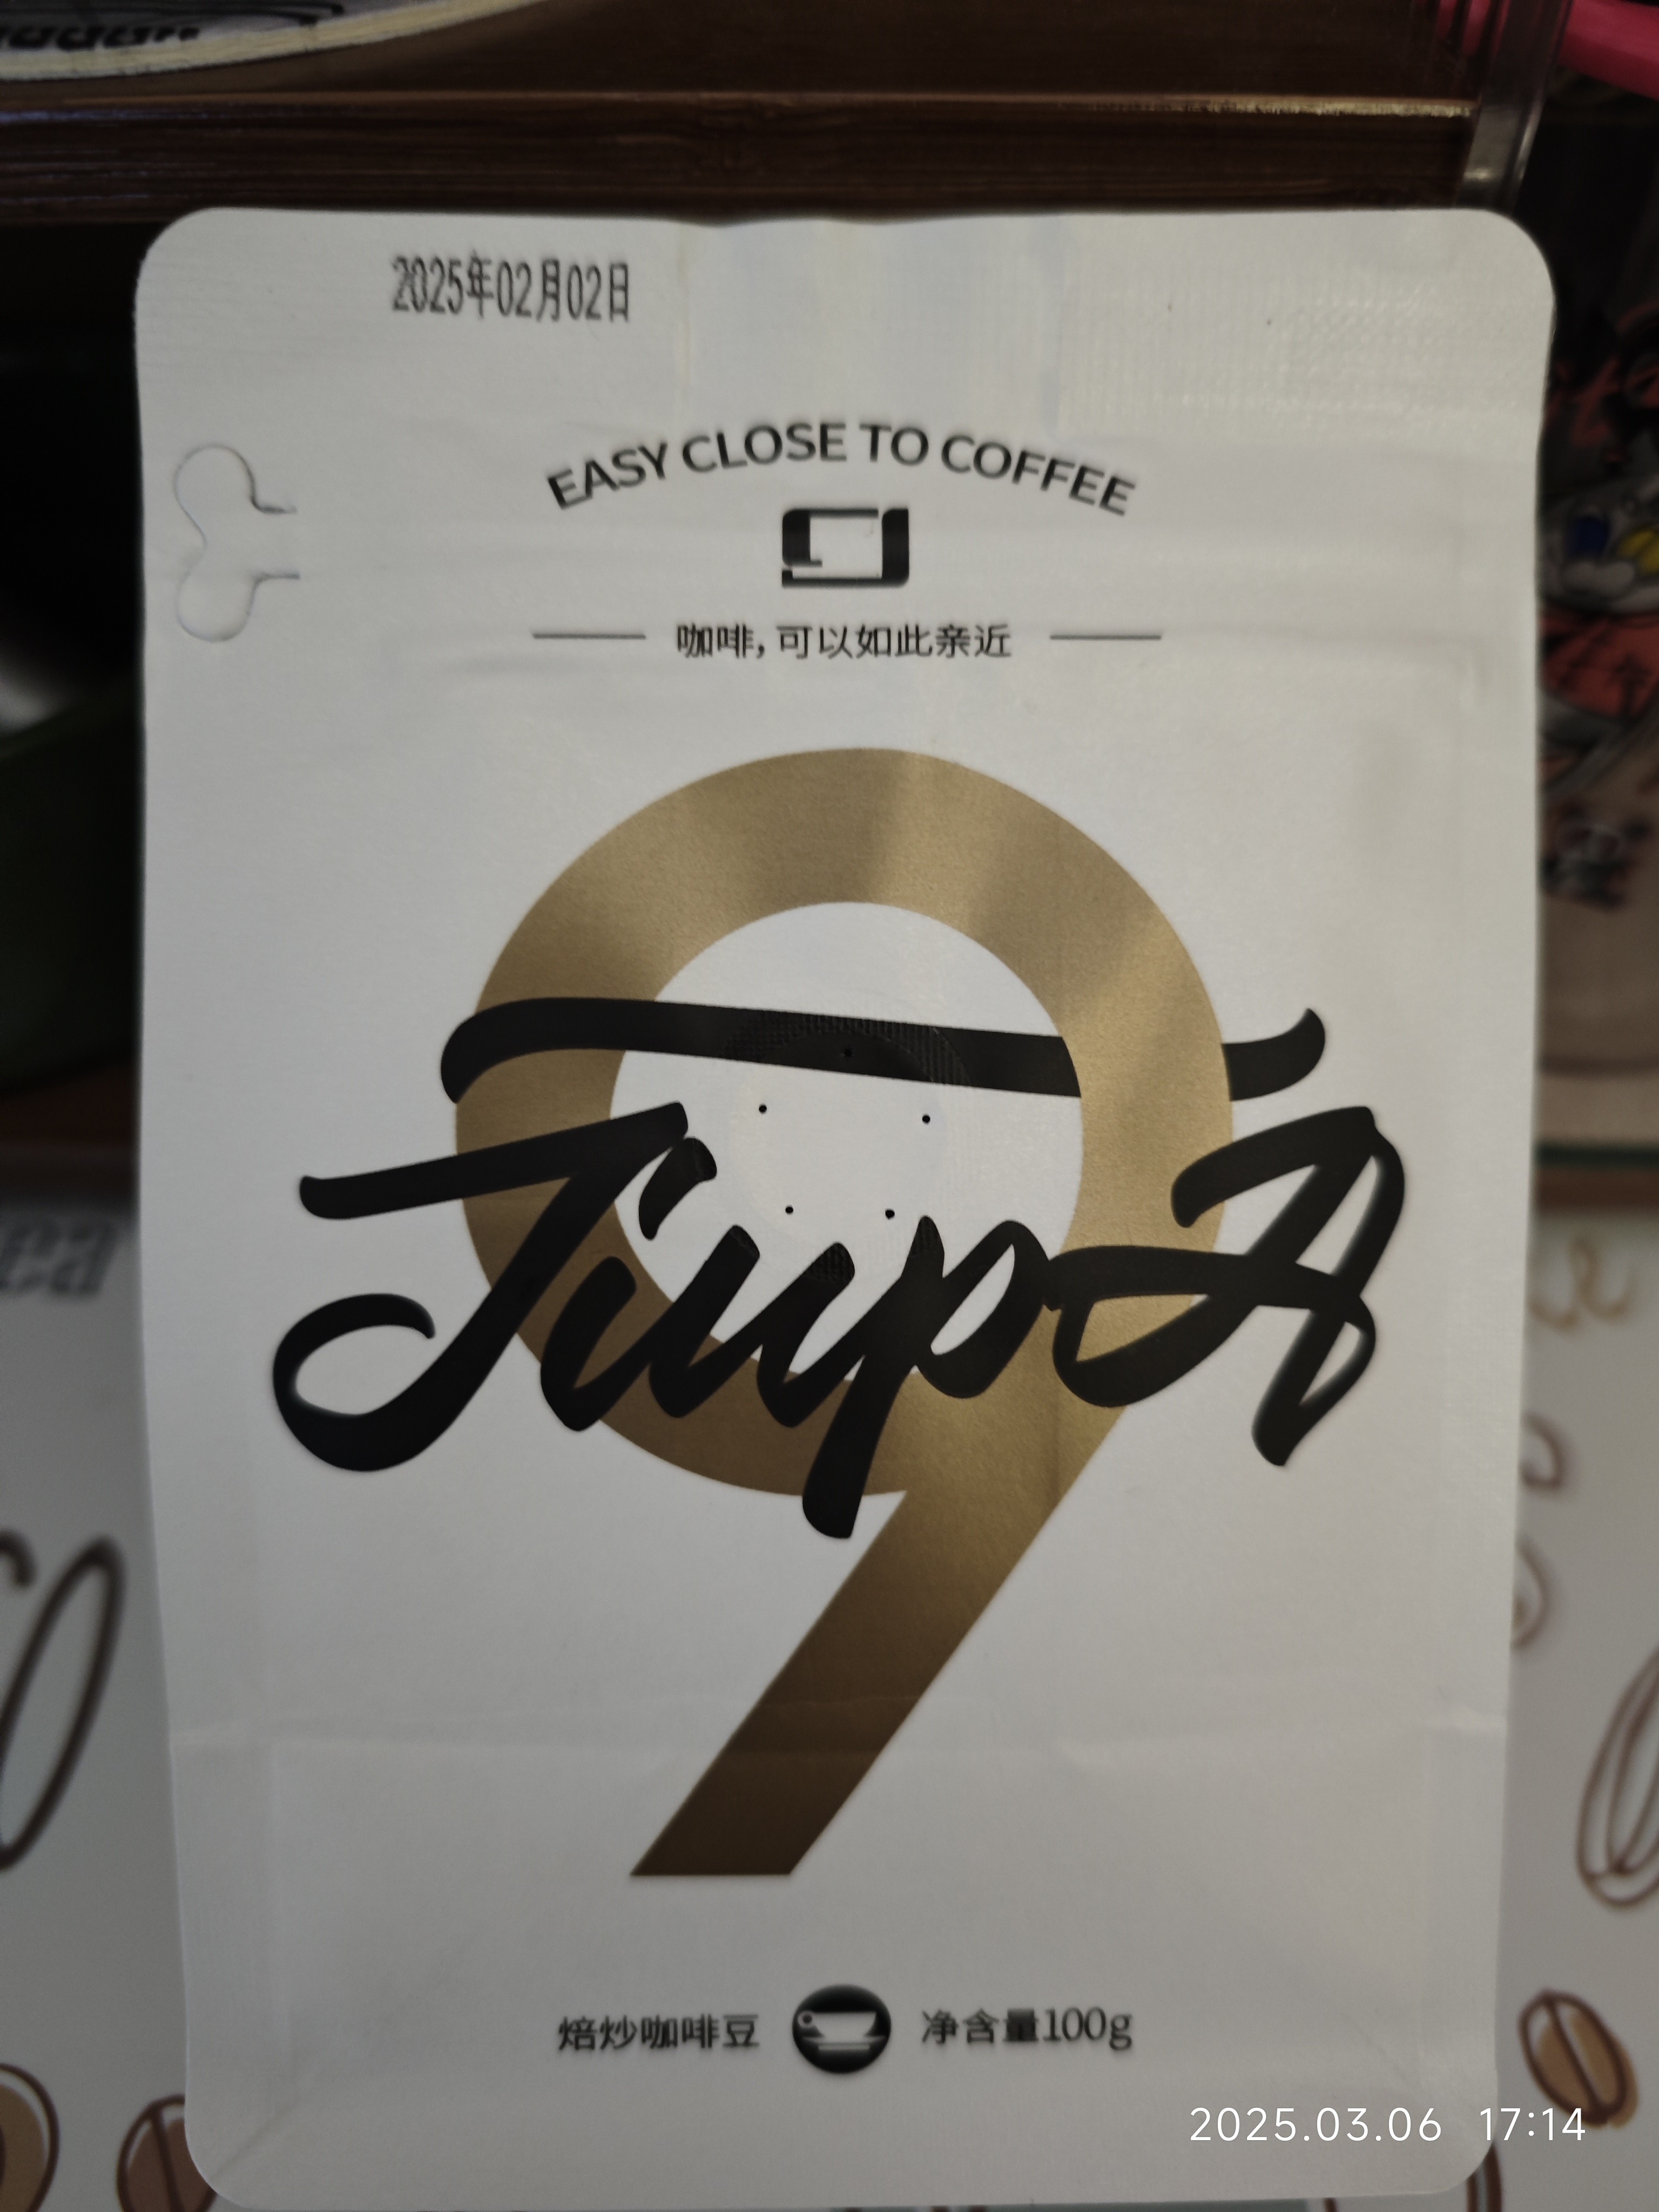 2025年02月02日
EASY CLOSE TO COFFEE
咖啡,可以如此亲近
9
焙炒咖啡豆 净含量100g
2025.03.06 17:14